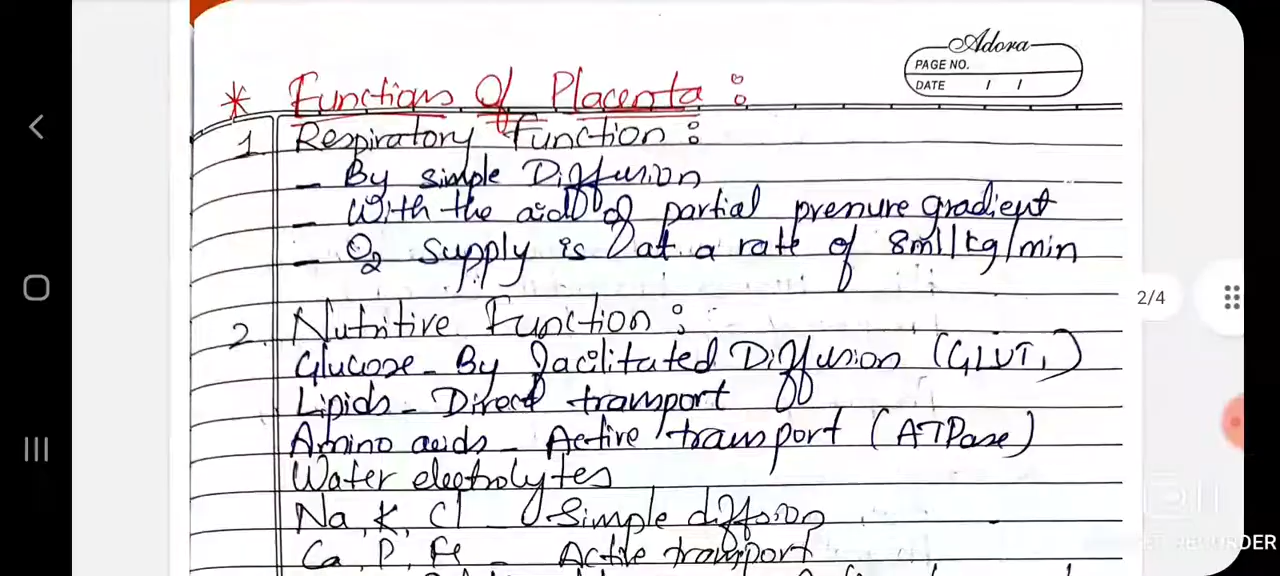 Adora
PAGE NO.
DATE / /
* Functions Of Placenta :
1 Respiratory Function :
- By simple Diffusion
- With the aid of partial pressure gradient
- O2 supply is at a rate of 8ml/kg/min
2/4
2. Nutritive Function :
Glucose - By facilitated Diffusion (GLUT1)
Lipids - Direct transport
Amino acids - Active transport (ATPase)
Water electrolytes
Na, K, Cl - Simple diffusion
Ca, P, Fe - Active transport
RECORDER